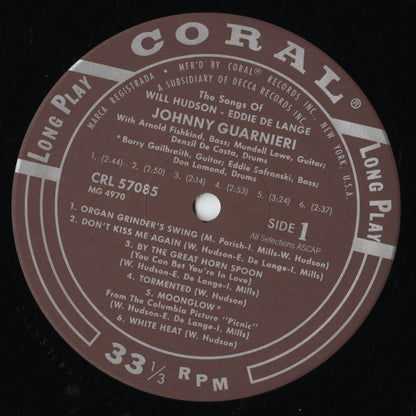 LONG PLAY
CORAL®
LONG PLAY
MARCA REGISTRADA • MFR'D BY CORAL® RECORDS INC., NEW YORK, U.S.A.
A SUBSIDIARY OF DECCA RECORDS INC.
The Songs Of
WILL HUDSON - EDDIE DE LANGE
JOHNNY GUARNIERI
With Arnold Fishkind, Bass; Mundell Lowe, Guitar;
Denzil De Costa, Drums
*Barry Galbreith, Guitar; Eddie Safranski, Bass;
Don Lamond, Drums
1. (2:44) 2. (2:50) 3. (2:14) 4. (2:53) 5. (3:24) 6. (2:37)
CRL 57085
MG 4970
SIDE 1
All Selections ASCAP
1. ORGAN GRINDER'S SWING (M. Parish-I. Mills-W. Hudson)
2. DON'T KISS ME AGAIN (W. Hudson-E. De Lange-I. Mills)
3. BY THE GREAT HORN SPOON
(You Can Bet You're In Love)
(W. Hudson-E. De Lange-I. Mills)
4. TORMENTED (W. Hudson)
5. MOONGLOW*
From The Columbia Picture "Picnic"
(W. Hudson-E. De Lange-I. Mills)
6. WHITE HEAT (W. Hudson)
33 1/3 RPM